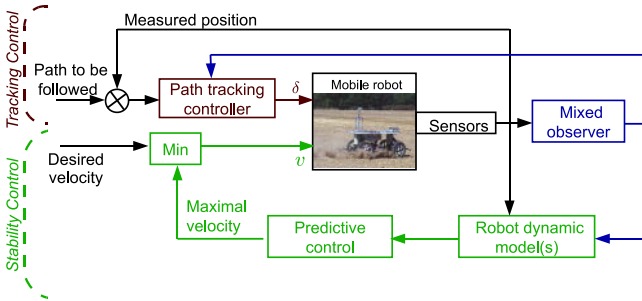 Tracking Control
Measured position
Path to be
followed
Path tracking
controller
δ
Mobile robot
Sensors
Mixed
observer
Stability Control
Desired
velocity
Min
v
Maximal
velocity
Predictive
control
Robot dynamic
model(s)